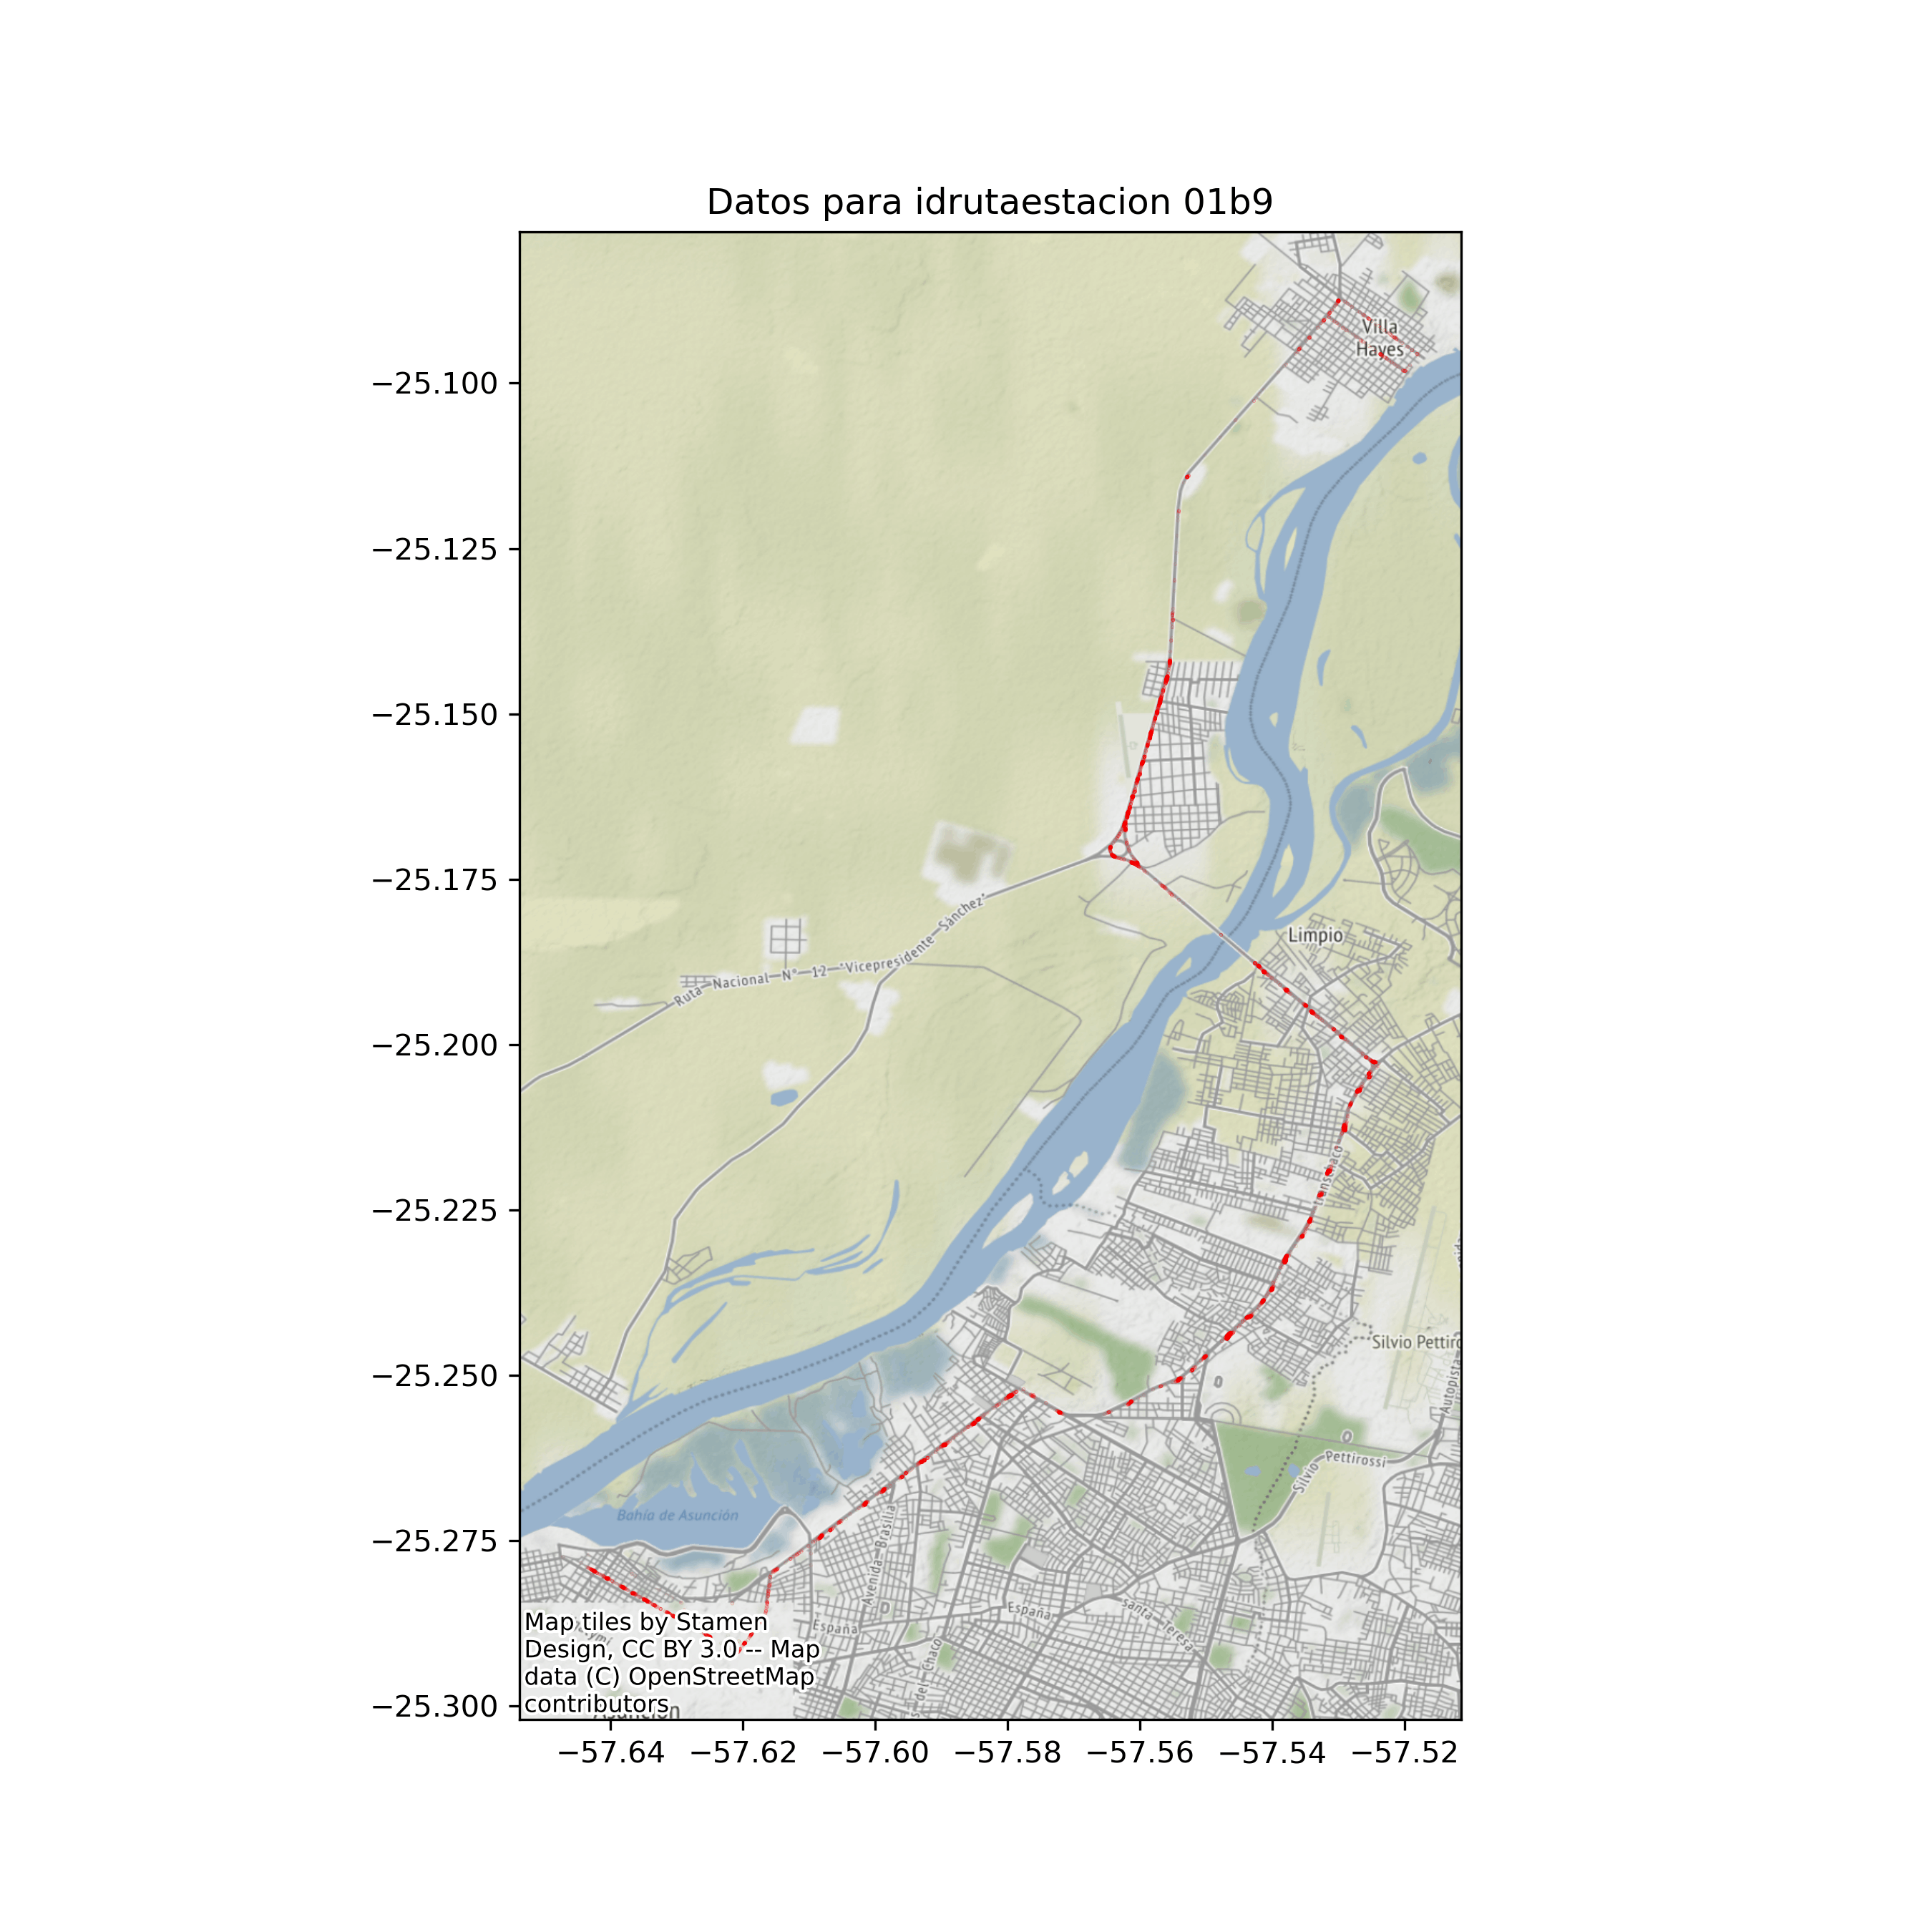 Datos para idrutaestacion 01b9
Villa
Hayes
−25.100
−25.125
−25.150
−25.175
Limpio
Ruta Nacional N° 12 "Vicepresidente Sánchez"
−25.200
Transchaco
−25.225
Silvio Pettiro
−25.250
Autopista
Silvio Pettirossi
Bahía de Asunción
−25.275
Avenida Brasilia
España
España
Santa Teresa
del Chaco
Map tiles by Stamen
Design, CC BY 3.0 -- Map
data (C) OpenStreetMap
contributors
Asunción
−25.300
−57.64
−57.62
−57.60
−57.58
−57.56
−57.54
−57.52